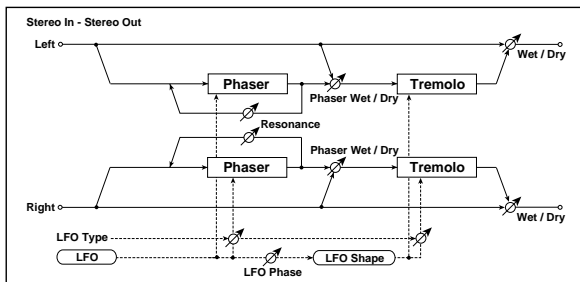 Stereo In - Stereo Out
Left
Wet / Dry
Phaser
Tremolo
Phaser Wet / Dry
Resonance
Phaser Wet / Dry
Phaser
Tremolo
Right
Wet / Dry
LFO Type
LFO
LFO Shape
LFO Phase